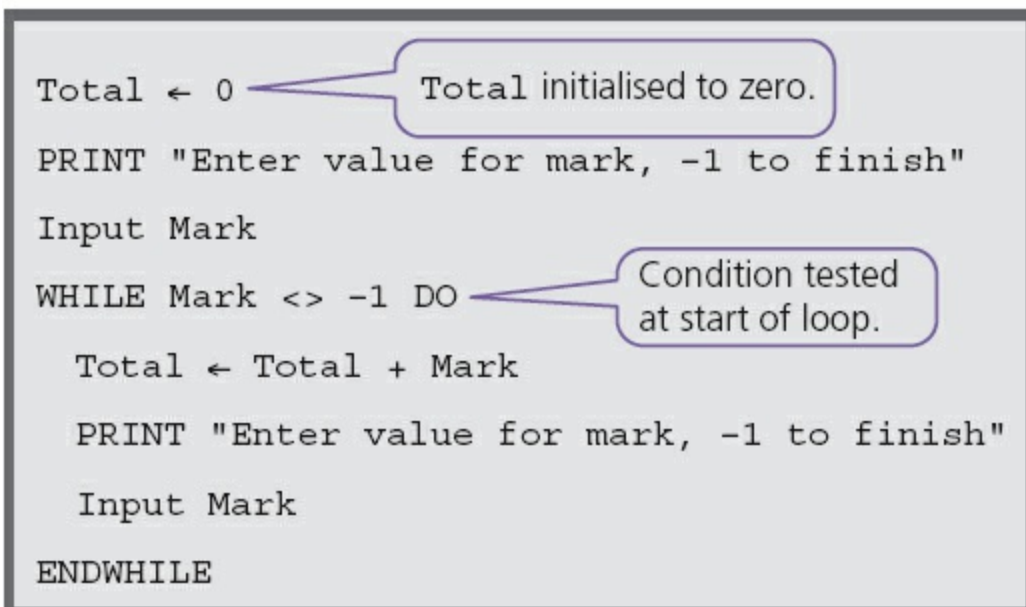 Total ← 0
Total initialised to zero.
PRINT "Enter value for mark, -1 to finish"
Input Mark
WHILE Mark <> -1 DO
Condition tested
at start of loop.
Total ← Total + Mark
PRINT "Enter value for mark, -1 to finish"
Input Mark
ENDWHILE